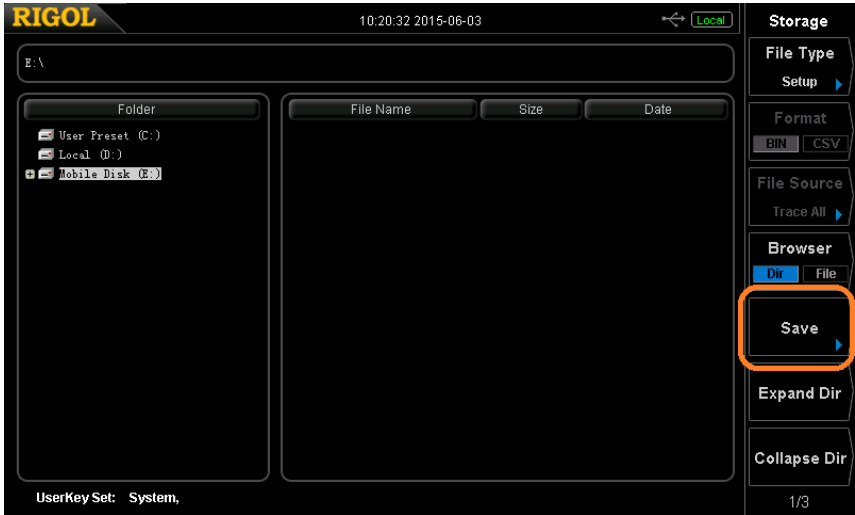 RIGOL
10:20:32 2015-06-03
Local
Storage
E:\
Folder
File Name
Size
Date
User Preset (C:)
Local (D:)
Mobile Disk (E:)
File Type
Setup
Format
BIN CSV
File Source
Trace All
Browser
Dir File
Save
Expand Dir
Collapse Dir
UserKey Set: System,
1/3